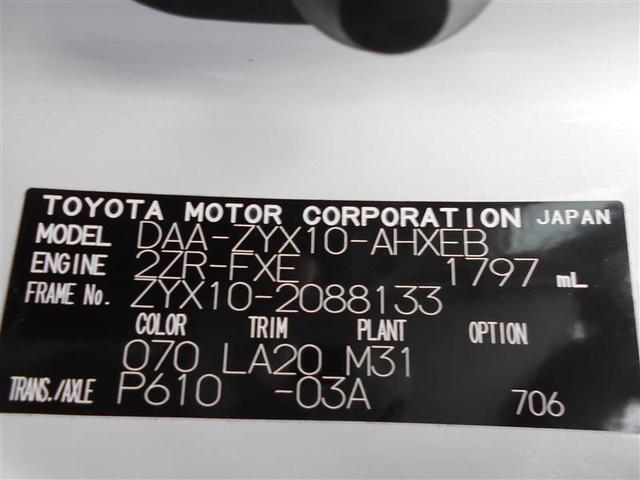 TOYOTA MOTOR CORPORATION JAPAN
MODEL DAA-ZYX10-AHXEB
ENGINE 2ZR-FXE 1797 mL
FRAME No. ZYX10-2088133
COLOR TRIM PLANT OPTION
070 LA20 M31
TRANS./AXLE P610 -03A 706